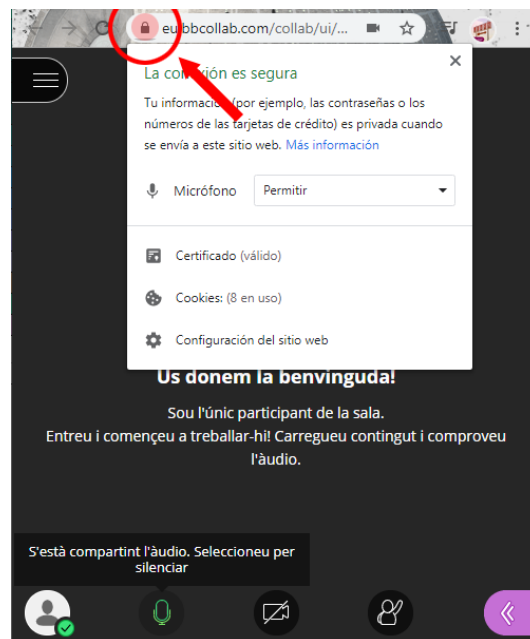 eu.bbcollab.com/collab/ui/...
La conexión es segura
Tu información (por ejemplo, las contraseñas o los
números de las tarjetas de crédito) es privada cuando
se envía a este sitio web. Más información
Micrófono Permitir
Certificado (válido)
Cookies: (8 en uso)
Configuración del sitio web
Us donem la benvinguda!
Sou l'únic participant de la sala.
Entreu i començeu a treballar-hi! Carregueu contingut i comproveu
l'àudio.
S'està compartint l'àudio. Seleccioneu per
silenciar